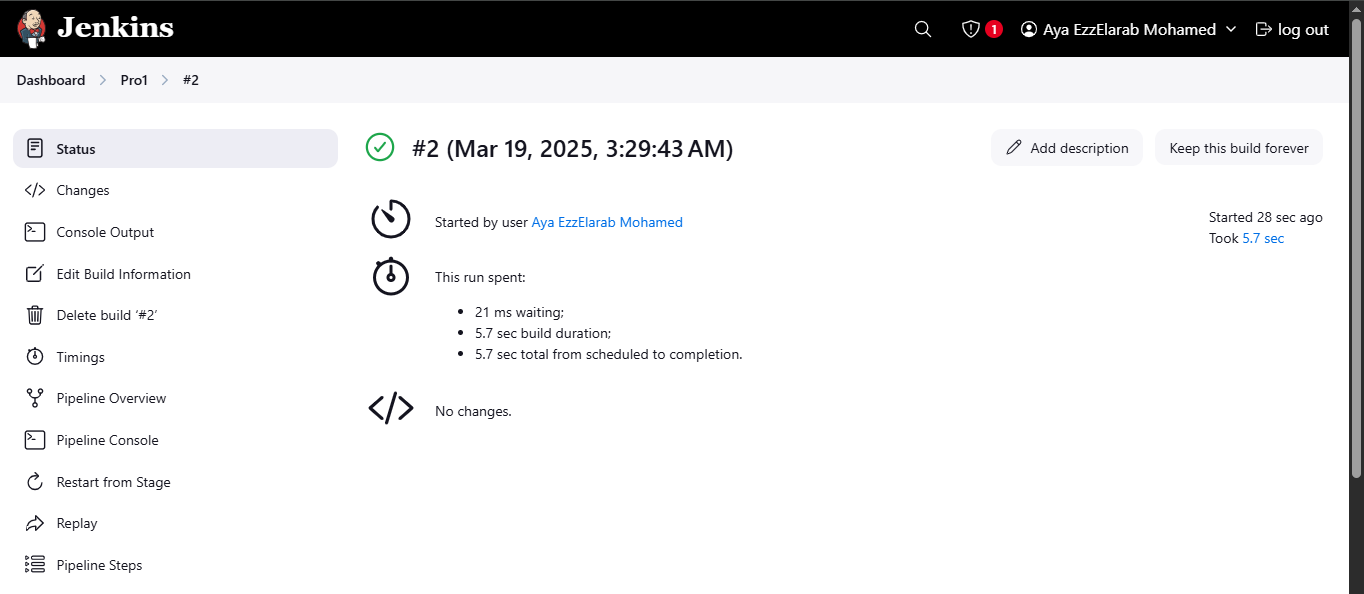 Jenkins
1
Aya EzzElarab Mohamed
log out
Dashboard
Pro1
#2
Status
Changes
Console Output
Edit Build Information
Delete build ‘#2’
Timings
Pipeline Overview
Pipeline Console
Restart from Stage
Replay
Pipeline Steps
#2 (Mar 19, 2025, 3:29:43 AM)
Add description
Keep this build forever
Started by user Aya EzzElarab Mohamed
Started 28 sec ago
Took 5.7 sec
This run spent:
21 ms waiting;
5.7 sec build duration;
5.7 sec total from scheduled to completion.
No changes.